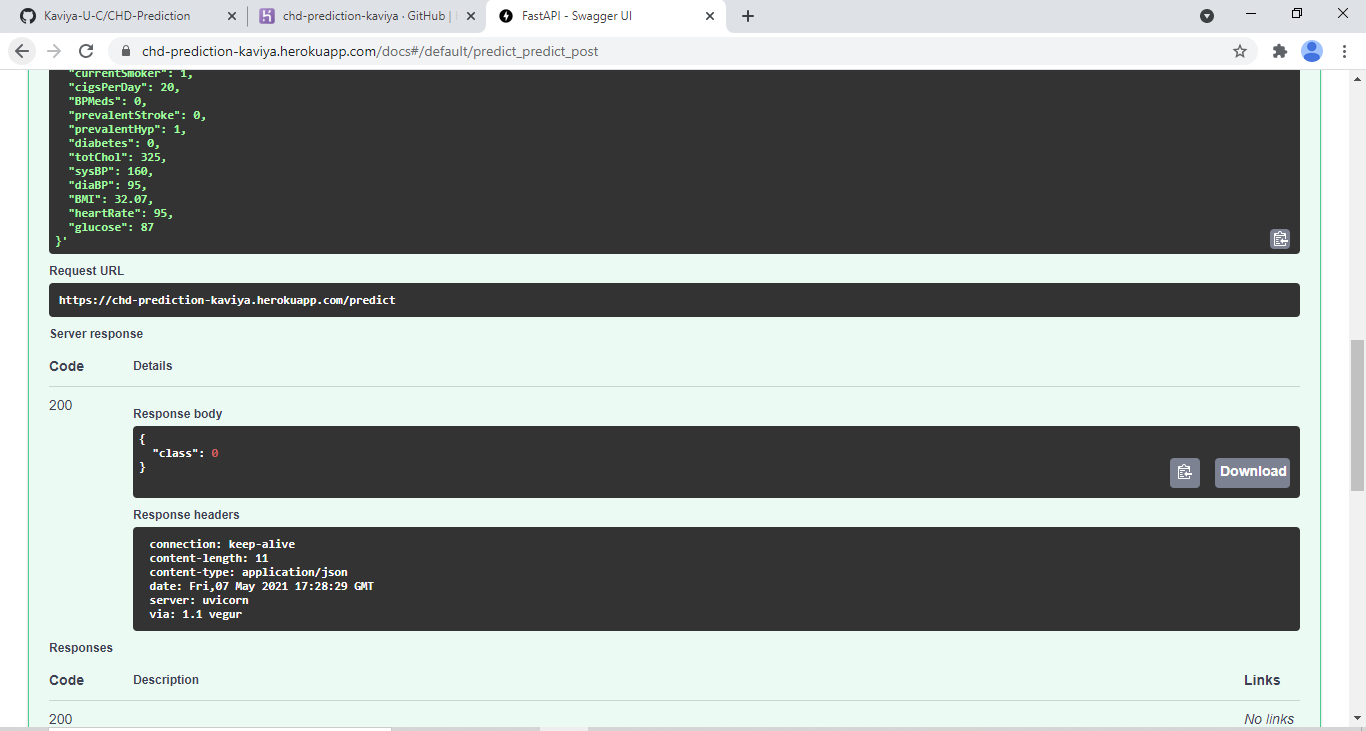 Kaviya-U-C/CHD-Prediction
chd-prediction-kaviya · GitHub |
FastAPI - Swagger UI
chd-prediction-kaviya.herokuapp.com/docs#/default/predict_predict_post
"currentSmoker": 1,
"cigsPerDay": 20,
"BPMeds": 0,
"prevalentStroke": 0,
"prevalentHyp": 1,
"diabetes": 0,
"totChol": 325,
"sysBP": 160,
"diaBP": 95,
"BMI": 32.07,
"heartRate": 95,
"glucose": 87
}'
Request URL
https://chd-prediction-kaviya.herokuapp.com/predict
Server response
Code Details
200
Response body
{
"class": 0
}
Download
Response headers
connection: keep-alive
content-length: 11
content-type: application/json
date: Fri,07 May 2021 17:28:29 GMT
server: uvicorn
via: 1.1 vegur
Responses
Code Description Links
200 No links